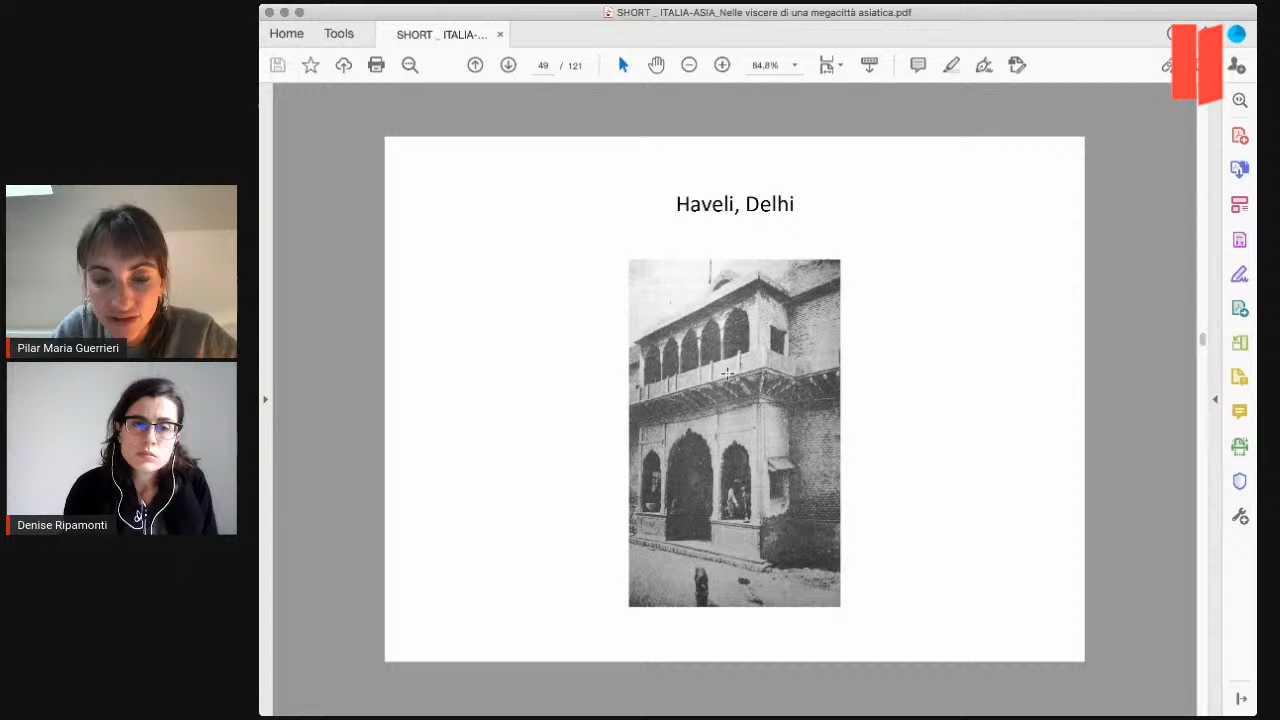 SHORT _ ITALIA-ASIA_Nelle viscere di una megacittà asiatica.pdf
Home Tools SHORT _ ITALIA-... ×
49 / 121 84,8%
Haveli, Delhi
Pilar Maria Guerrieri
Denise Ripamonti